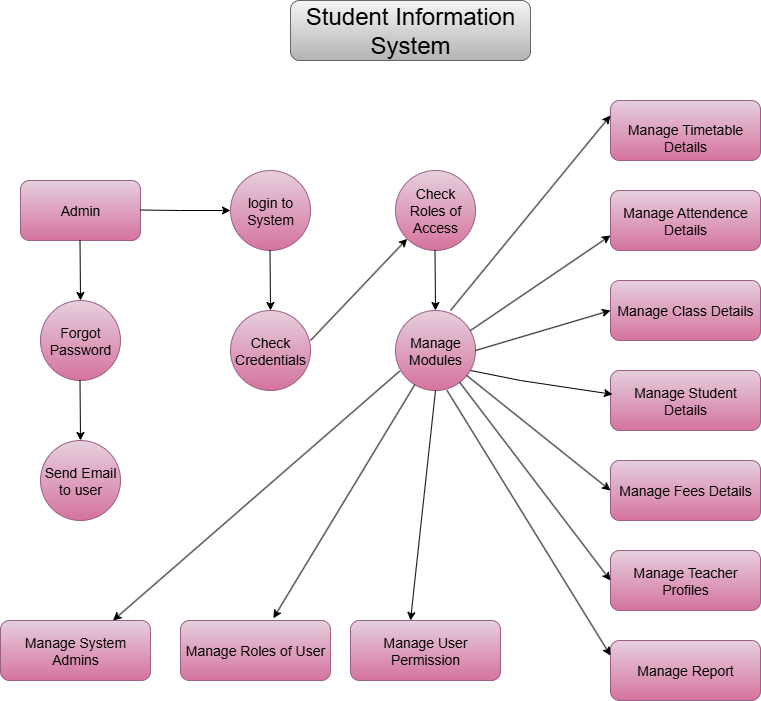 Student Information
System
Admin
login to
System
Check
Roles of
Access
Forgot
Password
Check
Credentials
Manage
Modules
Send Email
to user
Manage Timetable
Details
Manage Attendence
Details
Manage Class Details
Manage Student
Details
Manage Fees Details
Manage Teacher
Profiles
Manage Report
Manage System
Admins
Manage Roles of User
Manage User
Permission